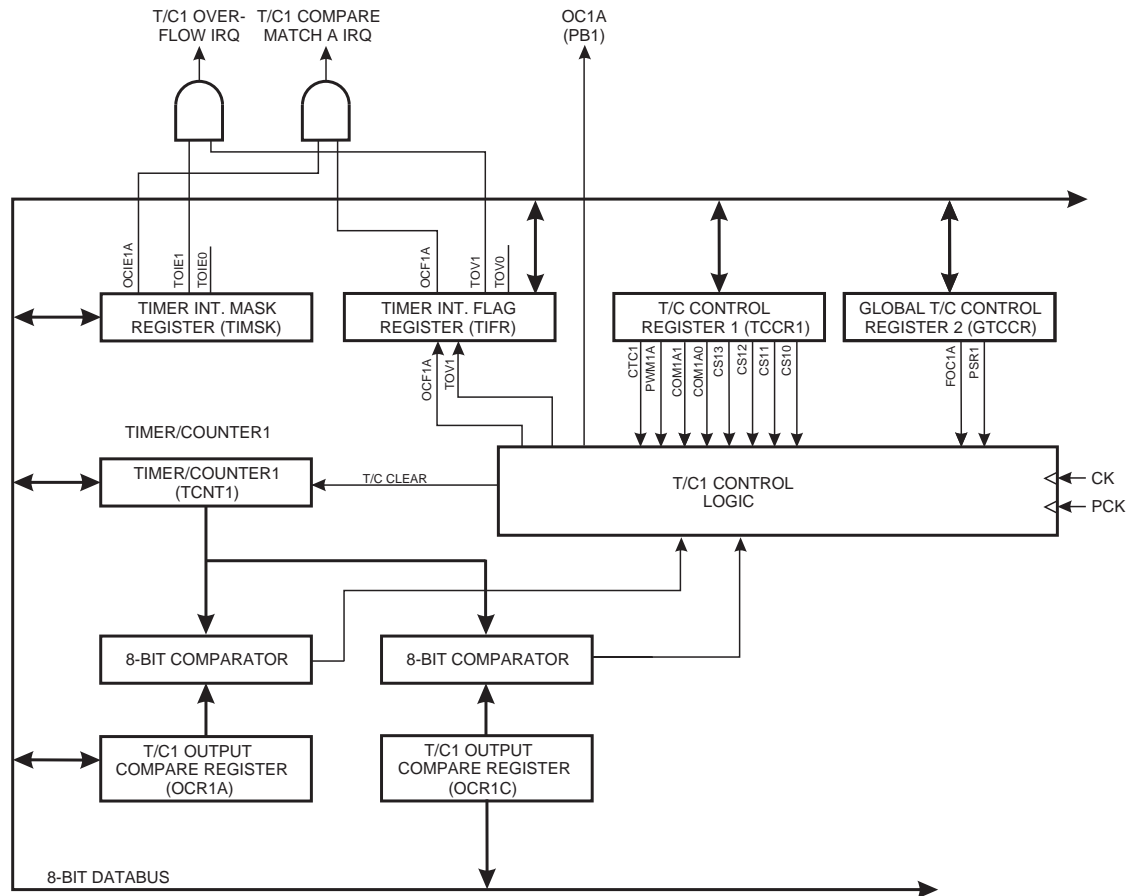 T/C1 OVER-
FLOW IRQ
T/C1 COMPARE
MATCH A IRQ
OC1A
(PB1)
OCIE1A
TOIE1
TOIE0
OCF1A
TOV1
TOV0
TIMER INT. MASK
REGISTER (TIMSK)
TIMER INT. FLAG
REGISTER (TIFR)
T/C CONTROL
REGISTER 1 (TCCR1)
GLOBAL T/C CONTROL
REGISTER 2 (GTCCR)
OCF1A
TOV1
CTC1
PWM1A
COM1A1
COM1A0
CS13
CS12
CS11
CS10
FOC1A
PSR1
TIMER/COUNTER1
TIMER/COUNTER1
(TCNT1)
T/C CLEAR
T/C1 CONTROL
LOGIC
CK
PCK
8-BIT COMPARATOR
8-BIT COMPARATOR
T/C1 OUTPUT
COMPARE REGISTER
(OCR1A)
T/C1 OUTPUT
COMPARE REGISTER
(OCR1C)
8-BIT DATABUS